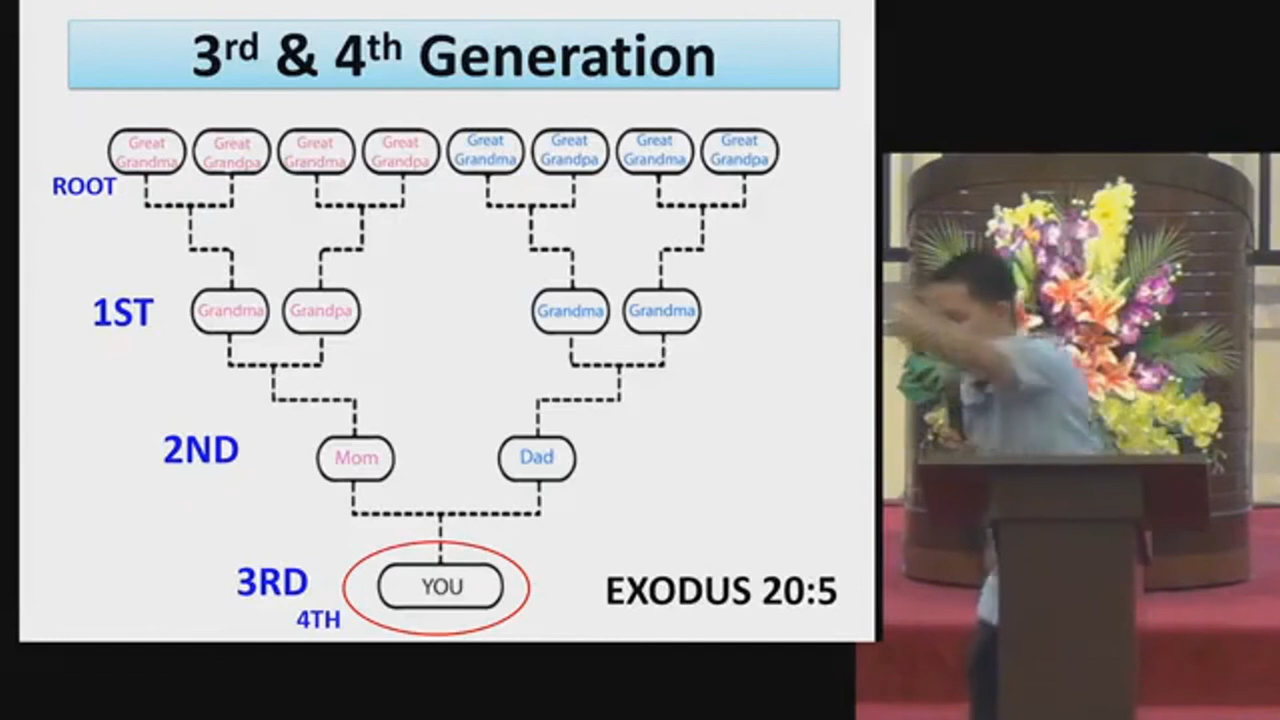 3rd & 4th Generation
Great Grandma
Great Grandpa
Great Grandma
Great Grandpa
Great Grandma
Great Grandpa
Great Grandma
Great Grandpa
ROOT
1ST
Grandma
Grandpa
Grandma
Grandma
2ND
Mom
Dad
3RD
YOU
EXODUS 20:5
4TH